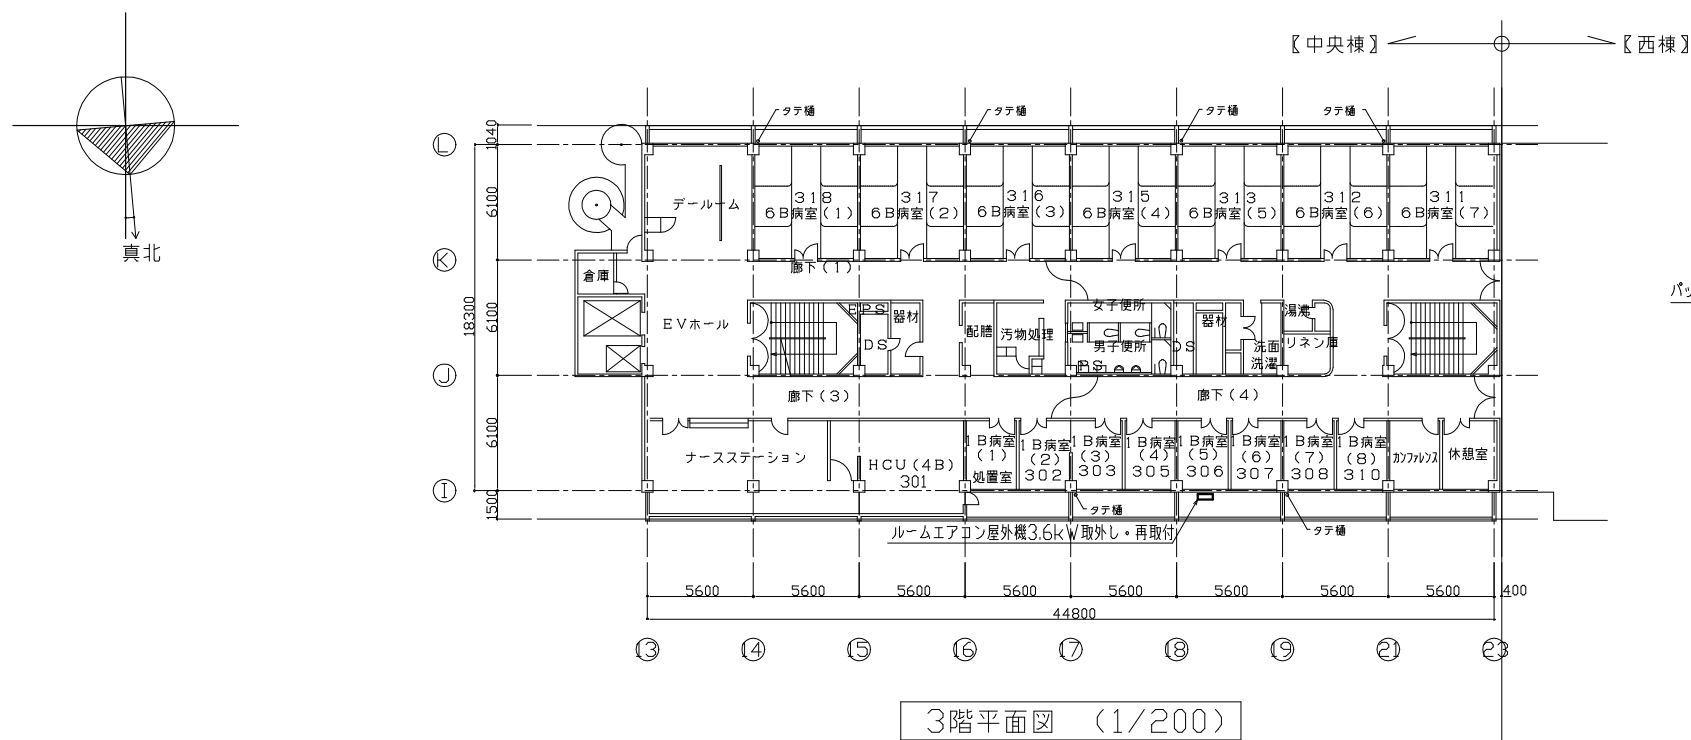 【中央棟】
【西棟】
真北
タテ樋
タテ樋
タテ樋
タテ樋
L
K
J
I
1040
6100
6100
6100
1500
18300
デールーム
318
6B病室(1)
317
6B病室(2)
316
6B病室(3)
315
6B病室(4)
313
6B病室(5)
312
6B病室(6)
311
6B病室(7)
倉庫
廊下(1)
EVホール
EPS
DS
器材
配膳
汚物処理
女子便所
男子便所
PS
DS
器材
洗面
洗濯
湯沸
リネン庫
廊下(3)
廊下(4)
ナースステーション
HCU(4B)
301
1B病室
(1)
処置室
1B病室
(2)
302
1B病室
(3)
303
1B病室
(4)
305
1B病室
(5)
306
1B病室
(6)
307
1B病室
(7)
308
1B病室
(8)
310
カンファレンス
休憩室
タテ樋
タテ樋
ルームエアコン屋外機3.6kW取外し・再取付
5600 5600 5600 5600 5600 5600 5600 5600 400
44800
13 14 15 16 17 18 19 21 23
3階平面図 (1/200)